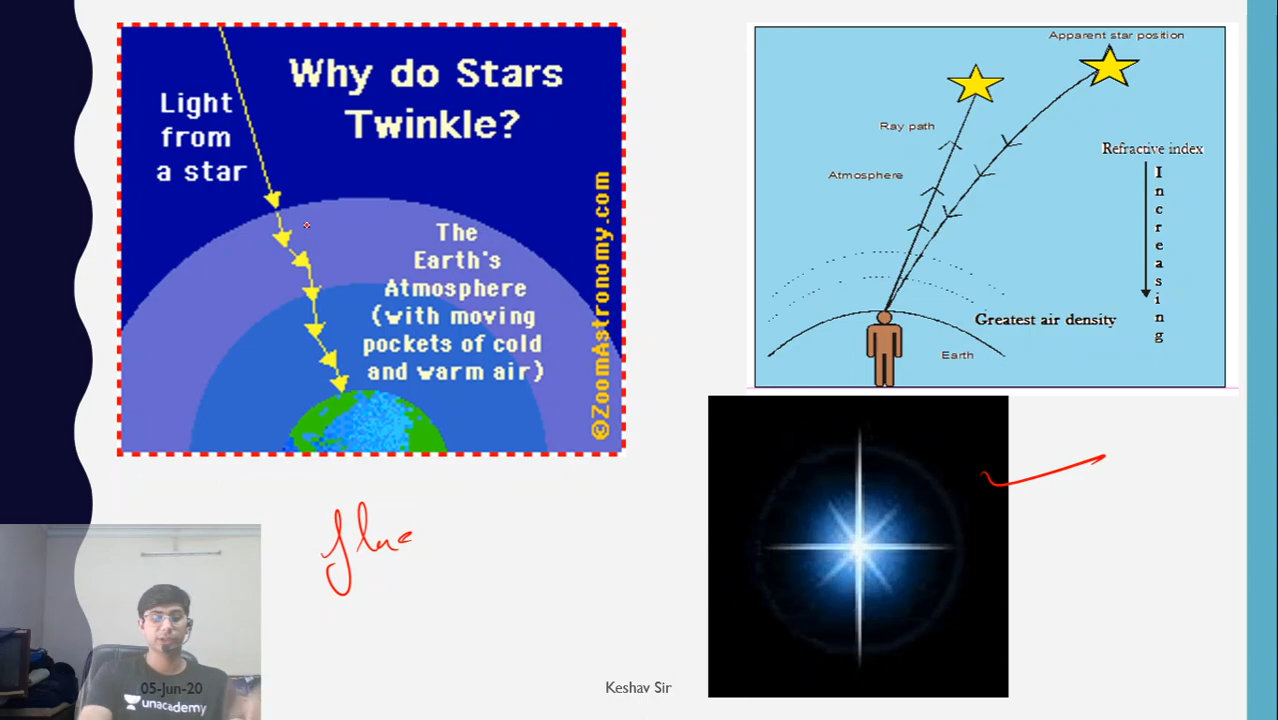 Why do Stars
Twinkle?
Light
from
a star
The
Earth's
Atmosphere
(with moving
pockets of cold
and warm air)
©ZoomAstronomy.com
Apparent star position
Ray path
Refractive index
Atmosphere
Increasing
Greatest air density
Earth
05-Jun-20
unacademy
Keshav Sir